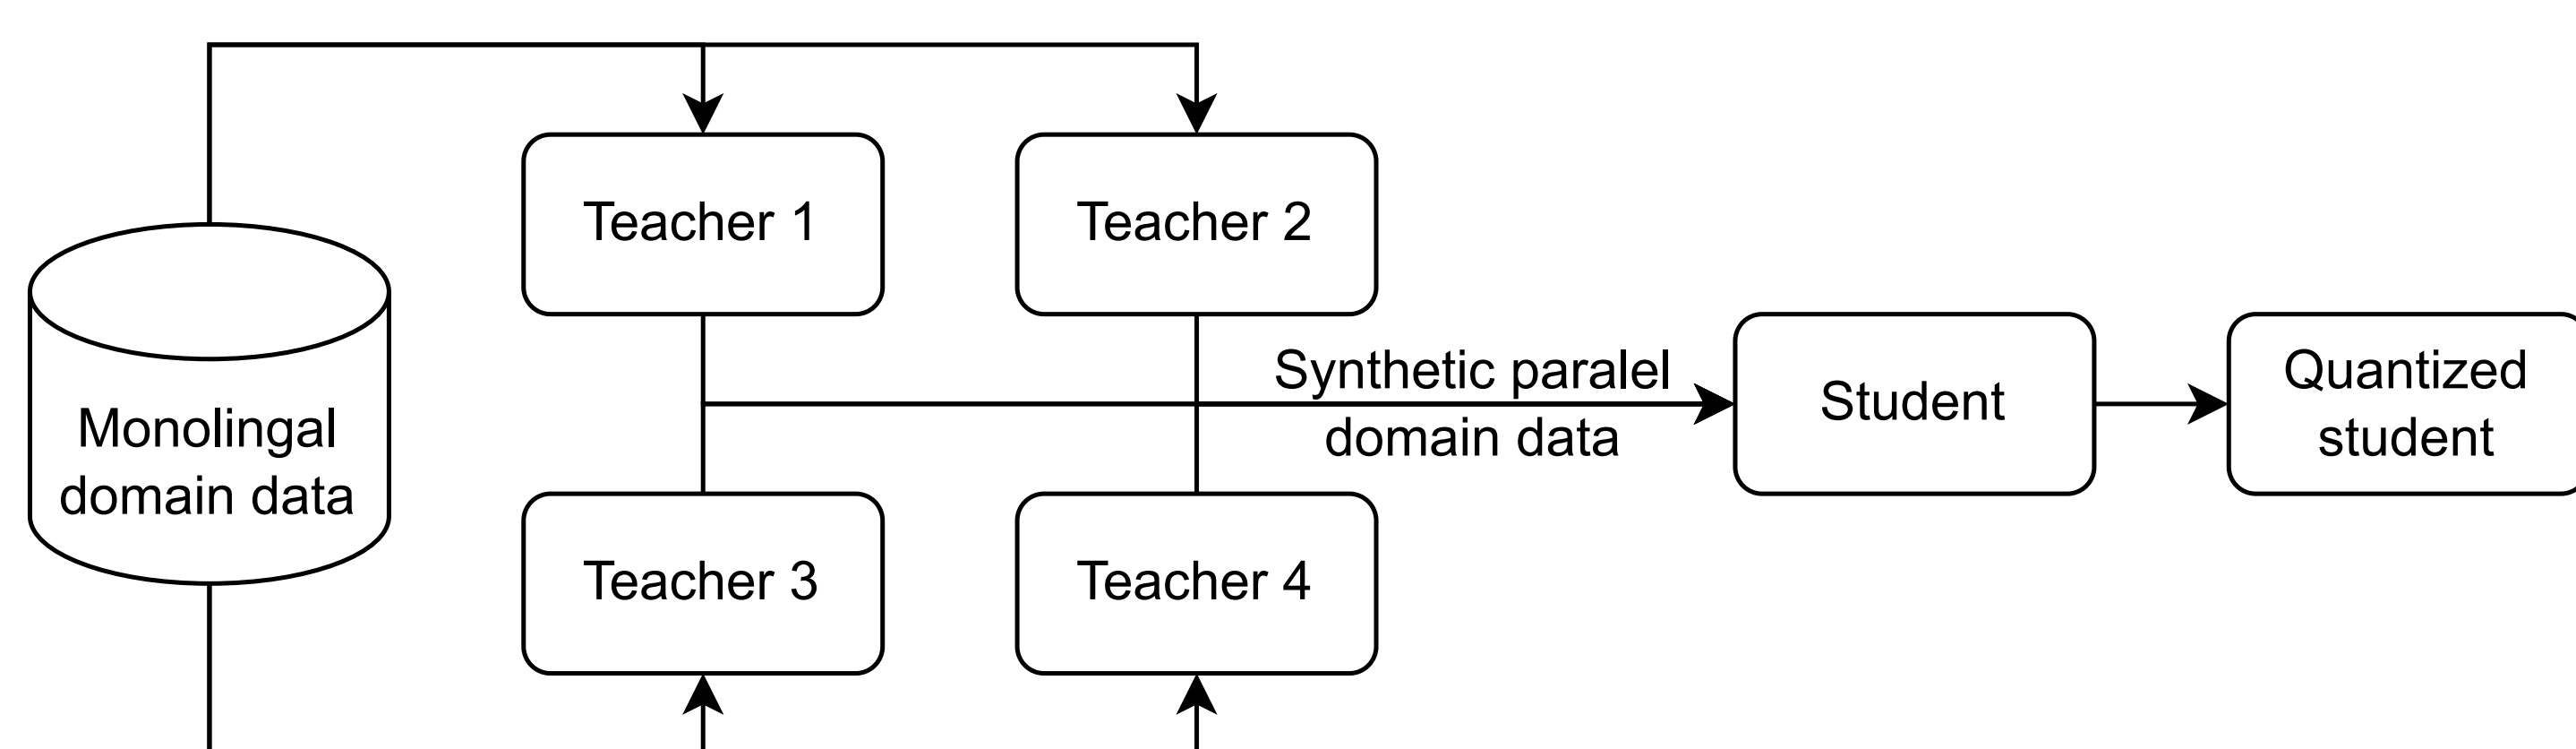 Teacher 1
Teacher 2
Monolingal
domain data
Synthetic paralel
domain data
Student
Quantized
student
Teacher 3
Teacher 4